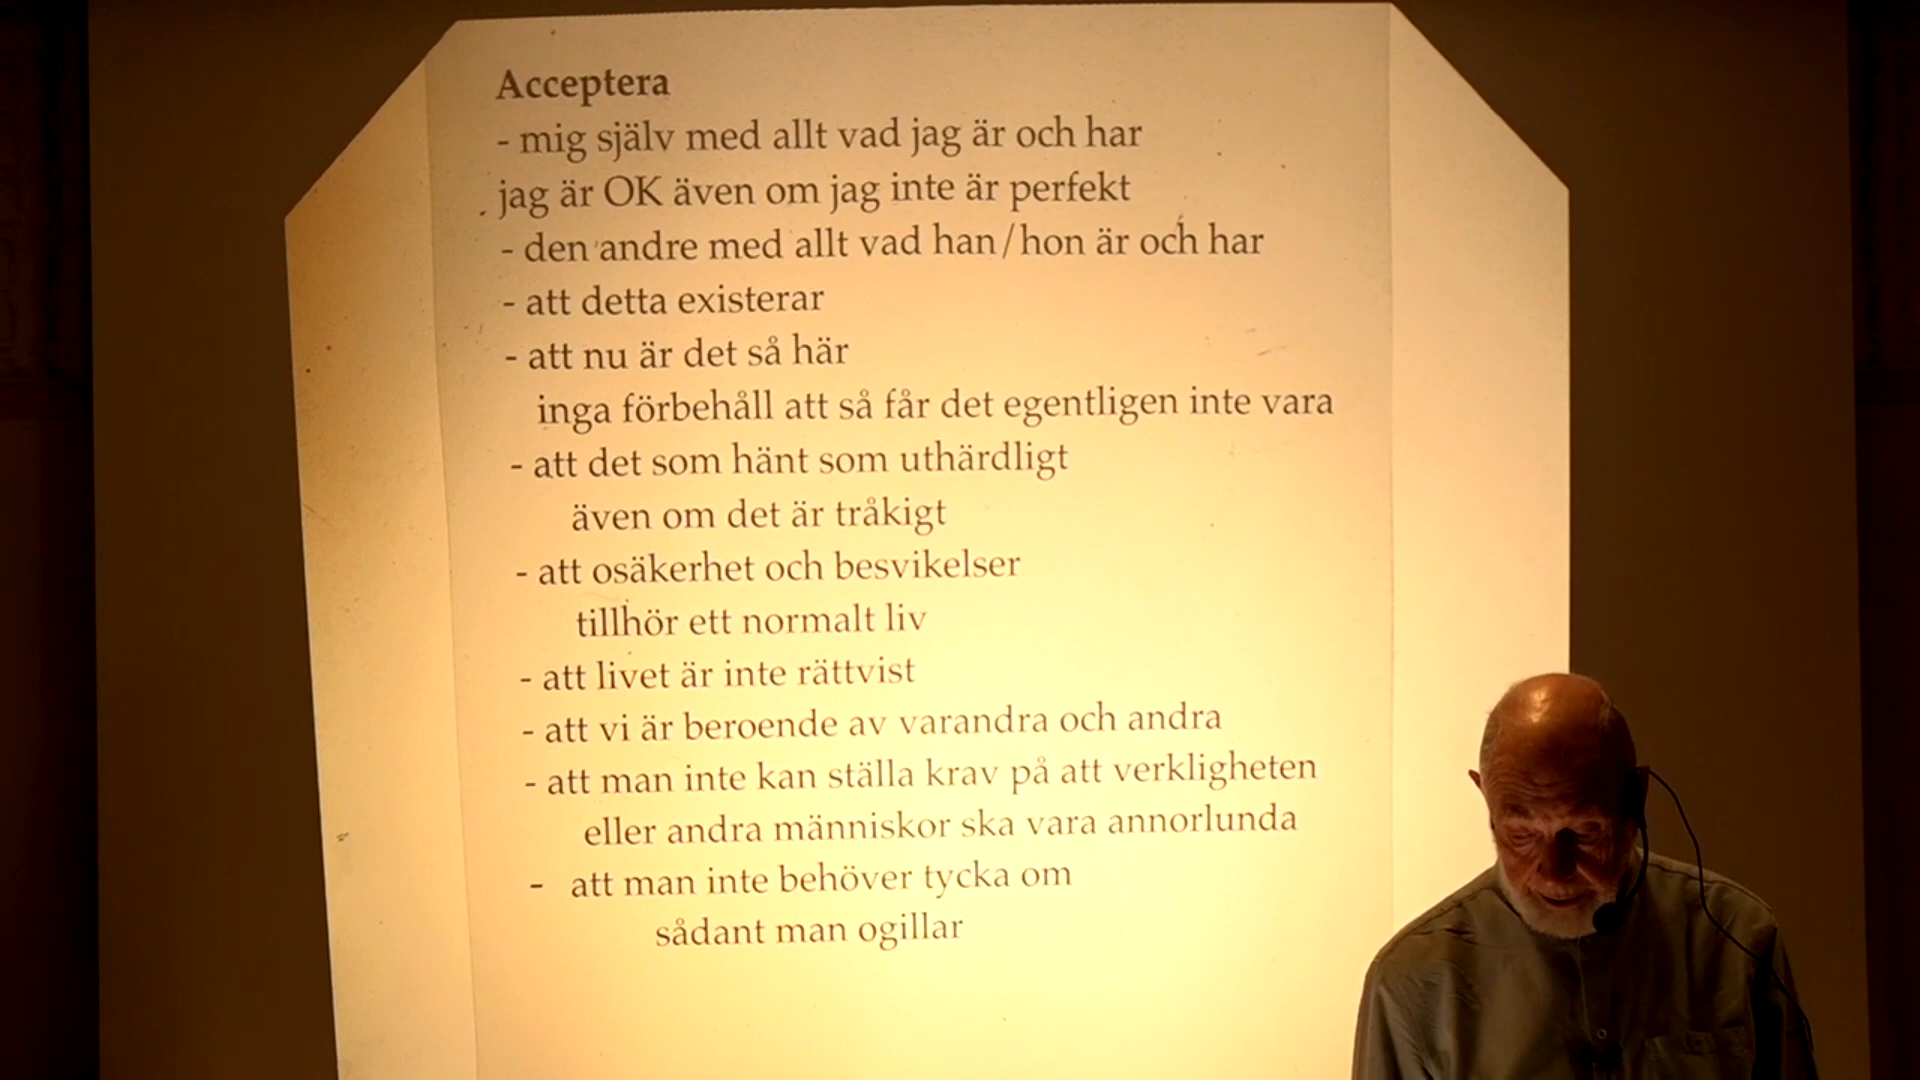 Acceptera
- mig själv med allt vad jag är och har
jag är OK även om jag inte är perfekt
- den andre med allt vad han/hon är och har
- att detta existerar
- att nu är det så här
inga förbehåll att så får det egentligen inte vara
- att det som hänt som uthärdligt
även om det är tråkigt
- att osäkerhet och besvikelser
tillhör ett normalt liv
- att livet är inte rättvist
- att vi är beroende av varandra och andra
- att man inte kan ställa krav på att verkligheten
eller andra människor ska vara annorlunda
- att man inte behöver tycka om
sådant man ogillar